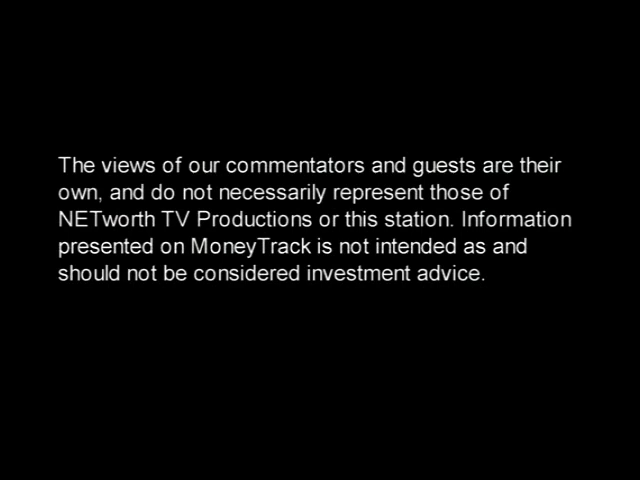 The views of our commentators and guests are their
own, and do not necessarily represent those of
NETworth TV Productions or this station. Information
presented on MoneyTrack is not intended as and
should not be considered investment advice.